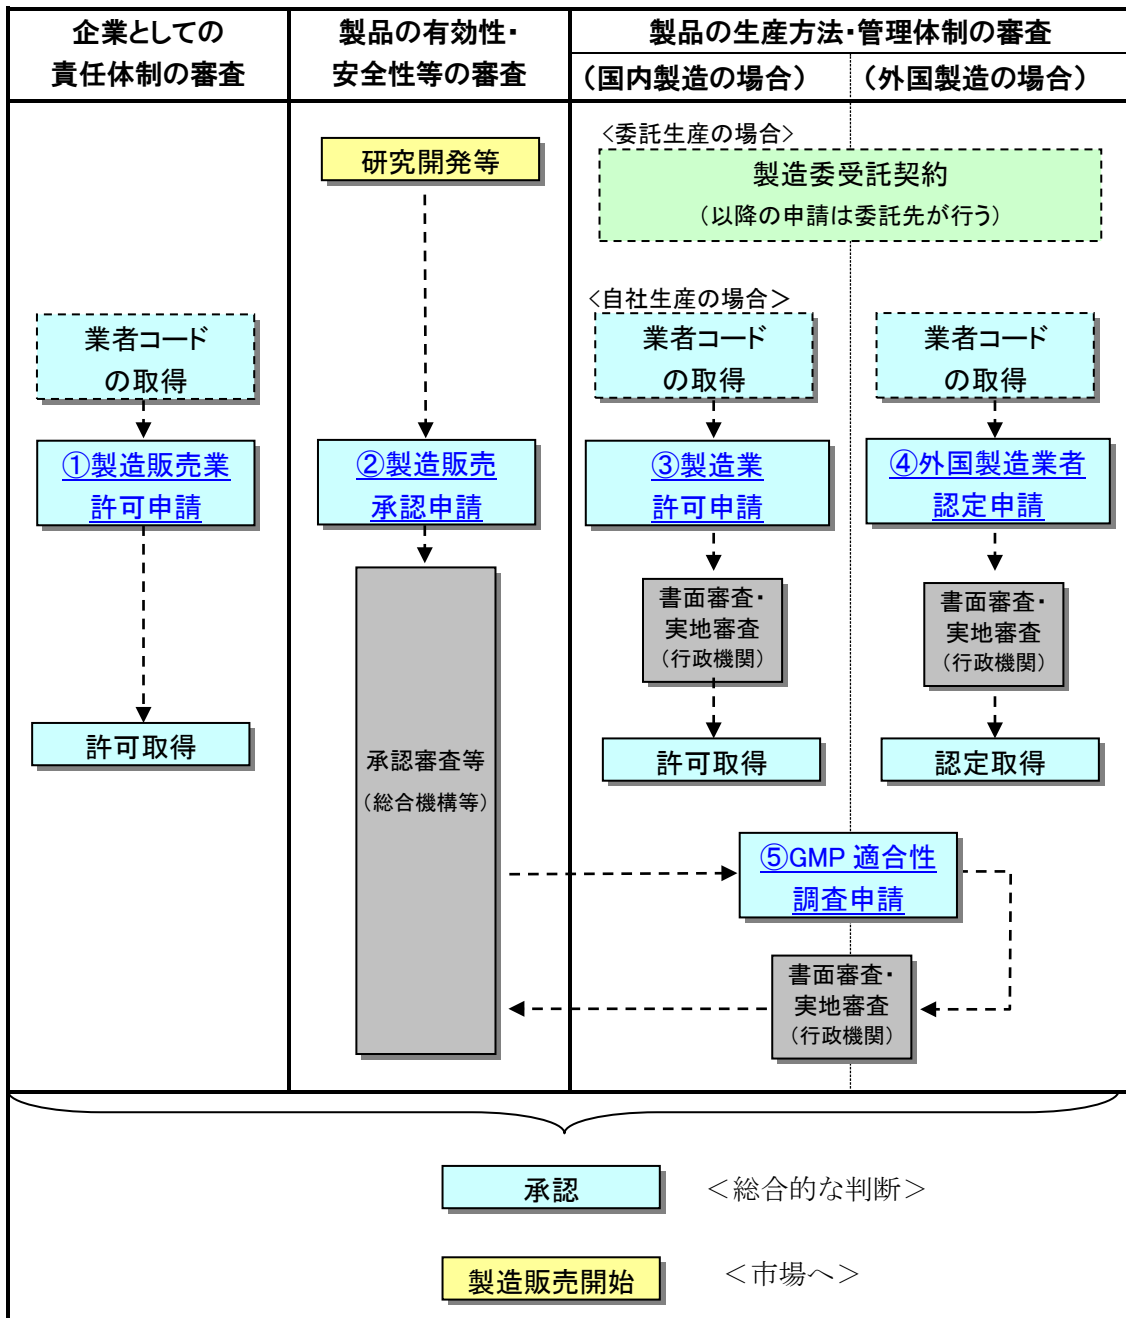 企業としての
責任体制の審査
製品の有効性・
安全性等の審査
製品の生産方法・管理体制の審査
（国内製造の場合）
（外国製造の場合）
<委託生産の場合>
製造委受託契約
（以降の申請は委託先が行う）
研究開発等
<自社生産の場合＞
業者コード
の取得
業者コード
の取得
業者コード
の取得
①製造販売業
許可申請
②製造販売
承認申請
③製造業
許可申請
④外国製造業者
認定申請
書面審査・
実地審査
（行政機関）
書面審査・
実地審査
（行政機関）
許可取得
承認審査等
（総合機構等）
許可取得
認定取得
⑤GMP 適合性
調査申請
書面審査・
実地審査
（行政機関）
承認
＜総合的な判断＞
製造販売開始
＜市場へ＞